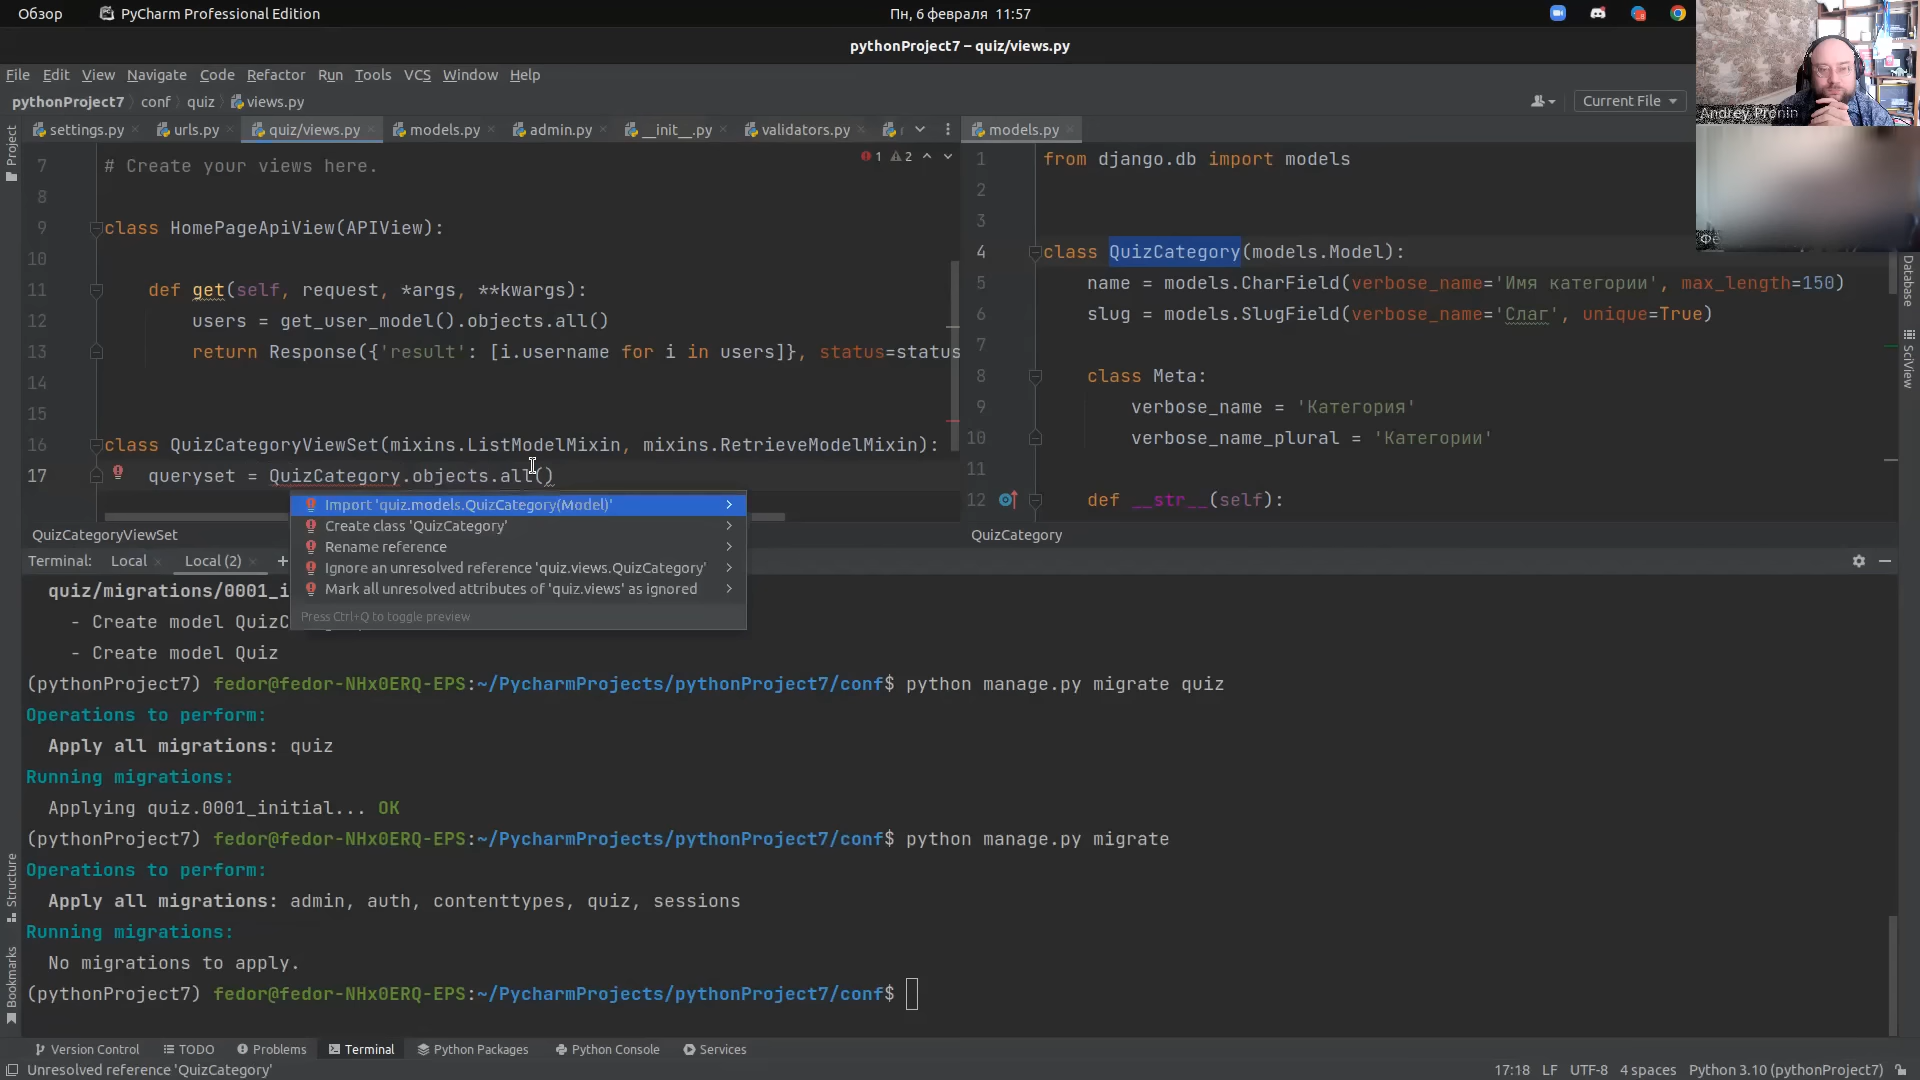 Обзор PyCharm Professional Edition Пн, 6 февраля 11:57
pythonProject7 – quiz/views.py
File Edit View Navigate Code Refactor Run Tools VCS Window Help
pythonProject7 conf quiz views.py Current File
Andrey Pronin
settings.py urls.py quiz/views.py models.py admin.py __init__.py validators.py models.py
Project
1 2
7 # Create your views here.
8
9 class HomePageApiView(APIView):
10
11 def get(self, request, *args, **kwargs):
12 users = get_user_model().objects.all()
13 return Response({'result': [i.username for i in users]}, status=status
14
15
16 class QuizCategoryViewSet(mixins.ListModelMixin, mixins.RetrieveModelMixin):
17 queryset = QuizCategory.objects.all()
QuizCategoryViewSet
1 from django.db import models
2
3
4 class QuizCategory(models.Model):
5 name = models.CharField(verbose_name='Имя категории', max_length=150)
6 slug = models.SlugField(verbose_name='Слаг', unique=True)
7
8 class Meta:
9 verbose_name = 'Категория'
10 verbose_name_plural = 'Категории'
11
12 def __str__(self):
QuizCategory
Database
SciView
Import 'quiz.models.QuizCategory(Model)'
Create class 'QuizCategory'
Rename reference
Ignore an unresolved reference 'quiz.views.QuizCategory'
Mark all unresolved attributes of 'quiz.views' as ignored
Press Ctrl+Q to toggle preview
Terminal: Local Local (2) +
quiz/migrations/0001_i
- Create model QuizC
- Create model Quiz
(pythonProject7) fedor@fedor-NHx0ERQ-EPS:~/PycharmProjects/pythonProject7/conf$ python manage.py migrate quiz
Operations to perform:
Apply all migrations: quiz
Running migrations:
Applying quiz.0001_initial... OK
(pythonProject7) fedor@fedor-NHx0ERQ-EPS:~/PycharmProjects/pythonProject7/conf$ python manage.py migrate
Operations to perform:
Apply all migrations: admin, auth, contenttypes, quiz, sessions
Running migrations:
No migrations to apply.
(pythonProject7) fedor@fedor-NHx0ERQ-EPS:~/PycharmProjects/pythonProject7/conf$
Structure
Bookmarks
Version Control TODO Problems Terminal Python Packages Python Console Services
Unresolved reference 'QuizCategory' 17:18 LF UTF-8 4 spaces Python 3.10 (pythonProject7)